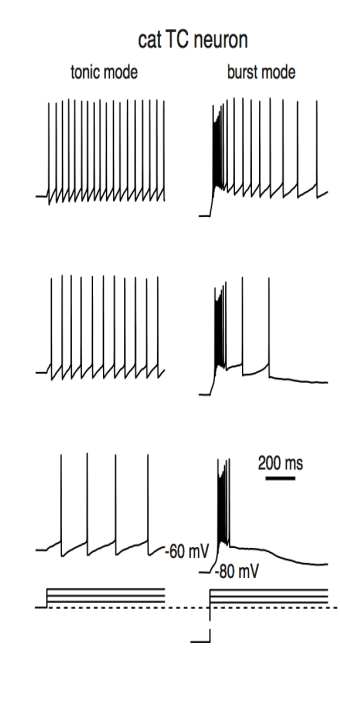 cat TC neuron
tonic mode
burst mode
200 ms
-60 mV
-80 mV